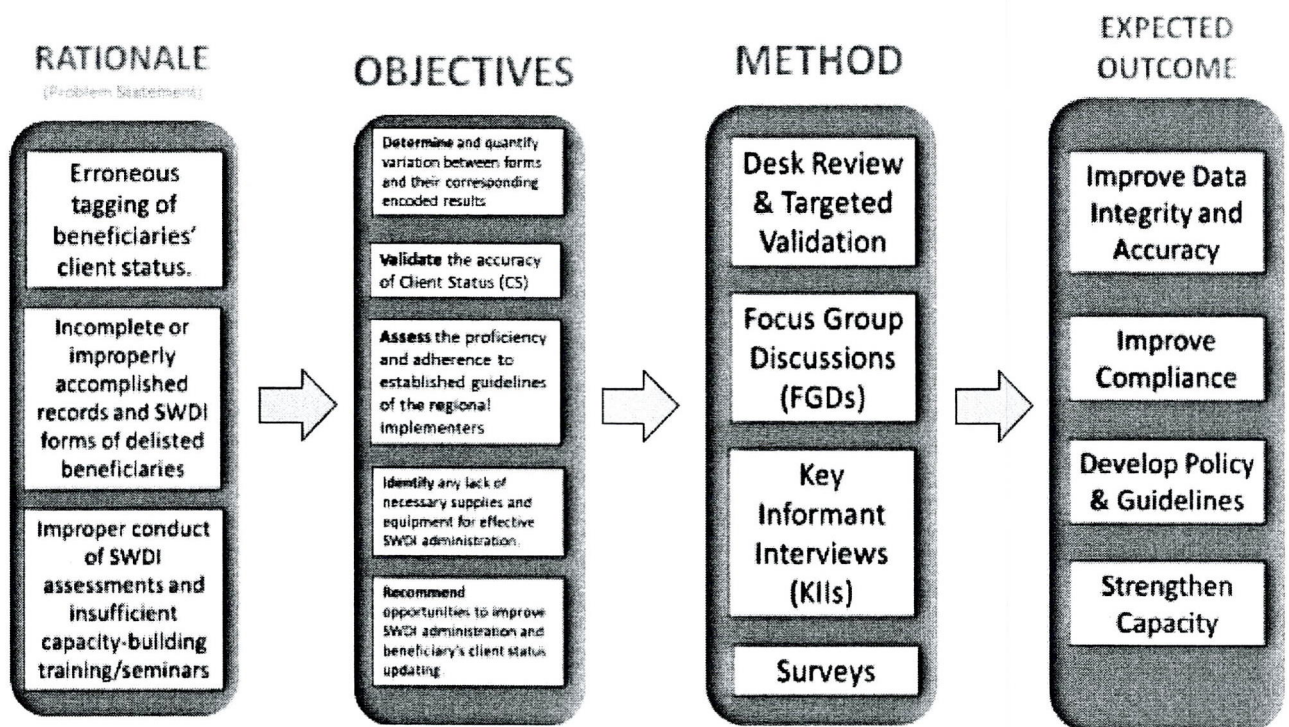 RATIONALE
(Problem Statement)
Erroneous
tagging of
beneficiaries'
client status.
Incomplete or
improperly
accomplished
records and SWDI
forms of delisted
beneficiaries
Improper conduct
of SWDI
assessments and
insufficient
capacity-building
training/seminars
OBJECTIVES
Determine and quantify
variation between forms
and their corresponding
encoded results
Validate the accuracy
of Client Status (CS)
Assess the proficiency
and adherence to
established guidelines
of the regional
implementers
Identify any lack of
necessary supplies and
equipment for effective
SWDI administration.
Recommend
opportunities to improve
SWDI administration and
beneficiary's client status
updating
METHOD
Desk Review
& Targeted
Validation
Focus Group
Discussions
(FGDs)
Key
Informant
Interviews
(KIIs)
Surveys
EXPECTED
OUTCOME
Improve Data
Integrity and
Accuracy
Improve
Compliance
Develop Policy
& Guidelines
Strengthen
Capacity